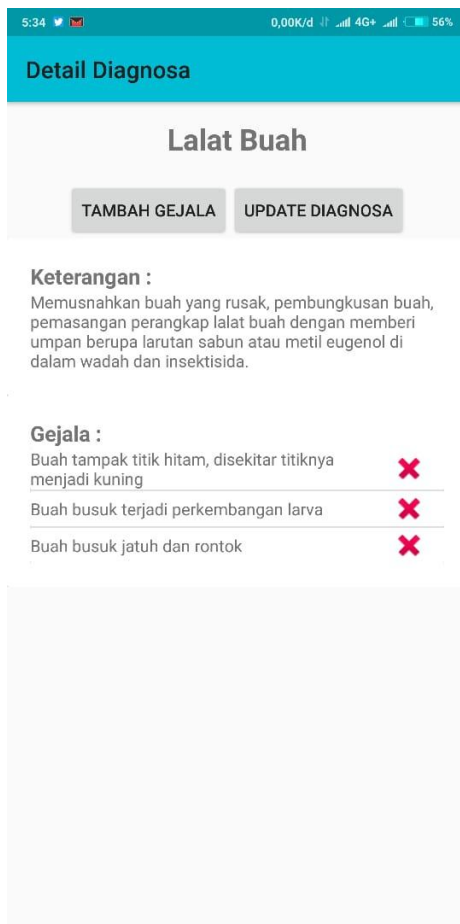 5:34 0,00K/d 4G+ 56%
Detail Diagnosa
Lalat Buah
TAMBAH GEJALA UPDATE DIAGNOSA
Keterangan :
Memusnahkan buah yang rusak, pembungkusan buah,
pemasangan perangkap lalat buah dengan memberi
umpan berupa larutan sabun atau metil eugenol di
dalam wadah dan insektisida.
Gejala :
Buah tampak titik hitam, disekitar titiknya
menjadi kuning
Buah busuk terjadi perkembangan larva
Buah busuk jatuh dan rontok